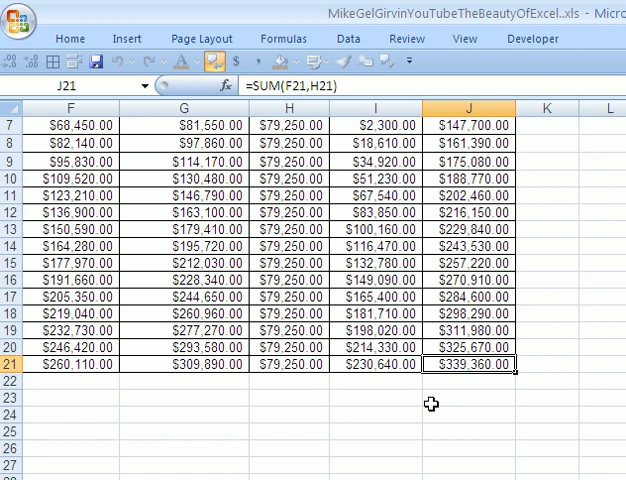 MikeGelGirvinYouTubeTheBeautyOfExcel.xls - Micro
Home Insert Page Layout Formulas Data Review View Developer
J21 fx =SUM(F21,H21)
F G H I J K L
7 $68,450.00 $81,550.00 $79,250.00 $2,300.00 $147,700.00
8 $82,140.00 $97,860.00 $79,250.00 $18,610.00 $161,390.00
9 $95,830.00 $114,170.00 $79,250.00 $34,920.00 $175,080.00
10 $109,520.00 $130,480.00 $79,250.00 $51,230.00 $188,770.00
11 $123,210.00 $146,790.00 $79,250.00 $67,540.00 $202,460.00
12 $136,900.00 $163,100.00 $79,250.00 $83,850.00 $216,150.00
13 $150,590.00 $179,410.00 $79,250.00 $100,160.00 $229,840.00
14 $164,280.00 $195,720.00 $79,250.00 $116,470.00 $243,530.00
15 $177,970.00 $212,030.00 $79,250.00 $132,780.00 $257,220.00
16 $191,660.00 $228,340.00 $79,250.00 $149,090.00 $270,910.00
17 $205,350.00 $244,650.00 $79,250.00 $165,400.00 $284,600.00
18 $219,040.00 $260,960.00 $79,250.00 $181,710.00 $298,290.00
19 $232,730.00 $277,270.00 $79,250.00 $198,020.00 $311,980.00
20 $246,420.00 $293,580.00 $79,250.00 $214,330.00 $325,670.00
21 $260,110.00 $309,890.00 $79,250.00 $230,640.00 $339,360.00
22
23
24
25
26
27